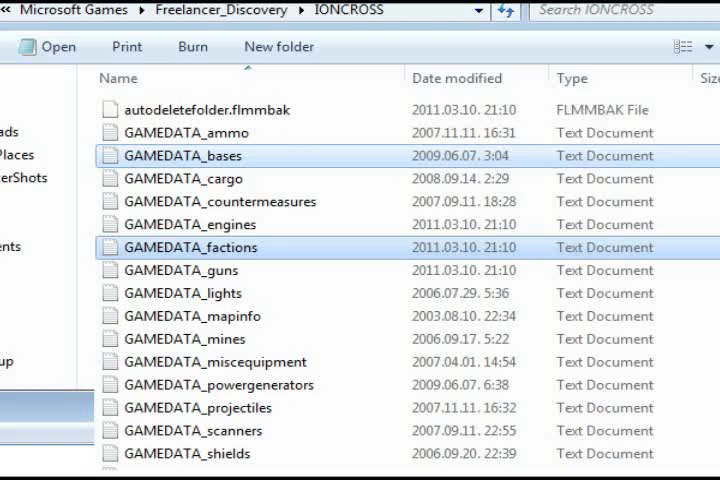 « Microsoft Games ▸ Freelancer_Discovery ▸ IONCROSS Search IONCROSS
Open Print Burn New folder
Name Date modified Type Size
autodeletefolder.flmmbak 2011.03.10. 21:10 FLMMBAK File
ads GAMEDATA_ammo 2007.11.11. 16:31 Text Document
Places GAMEDATA_bases 2009.06.07. 3:04 Text Document
erShots GAMEDATA_cargo 2008.09.14. 2:29 Text Document
GAMEDATA_countermeasures 2007.09.11. 18:28 Text Document
GAMEDATA_engines 2011.03.10. 21:10 Text Document
ents GAMEDATA_factions 2011.03.10. 21:10 Text Document
GAMEDATA_guns 2011.03.10. 21:10 Text Document
GAMEDATA_lights 2006.07.29. 5:36 Text Document
GAMEDATA_mapinfo 2003.08.10. 22:34 Text Document
GAMEDATA_mines 2006.09.17. 5:22 Text Document
up GAMEDATA_miscequipment 2007.04.01. 14:54 Text Document
GAMEDATA_powergenerators 2009.06.07. 6:38 Text Document
GAMEDATA_projectiles 2007.11.11. 16:32 Text Document
GAMEDATA_scanners 2007.09.11. 22:55 Text Document
GAMEDATA_shields 2006.09.20. 22:39 Text Document